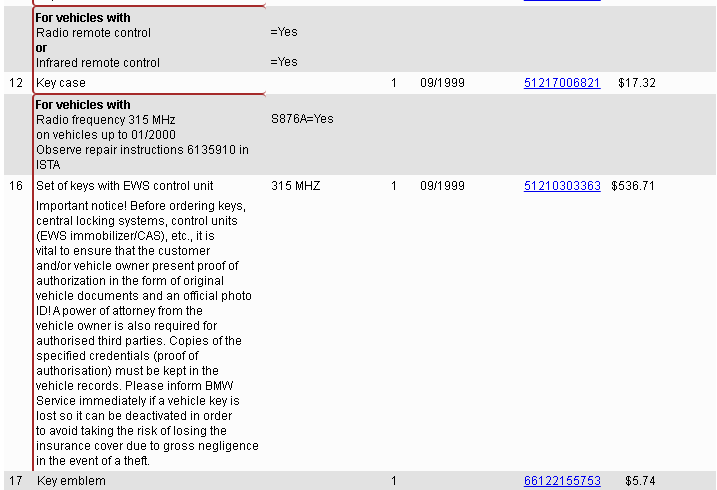 For vehicles with
Radio remote control =Yes
or
Infrared remote control =Yes
12 Key case 1 09/1999 51217006821 $17.32
For vehicles with
Radio frequency 315 MHz S876A=Yes
on vehicles up to 01/2000
Observe repair instructions 6135910 in
ISTA
16 Set of keys with EWS control unit 315 MHZ 1 09/1999 51210303363 $536.71
Important notice! Before ordering keys,
central locking systems, control units
(EWS immobilizer/CAS), etc., it is
vital to ensure that the customer
and/or vehicle owner present proof of
authorization in the form of original
vehicle documents and an official photo
ID! A power of attorney from the
vehicle owner is also required for
authorised third parties. Copies of the
specified credentials (proof of
authorisation) must be kept in the
vehicle records. Please inform BMW
Service immediately if a vehicle key is
lost so it can be deactivated in order
to avoid taking the risk of losing the
insurance cover due to gross negligence
in the event of a theft.
17 Key emblem 1 66122155753 $5.74